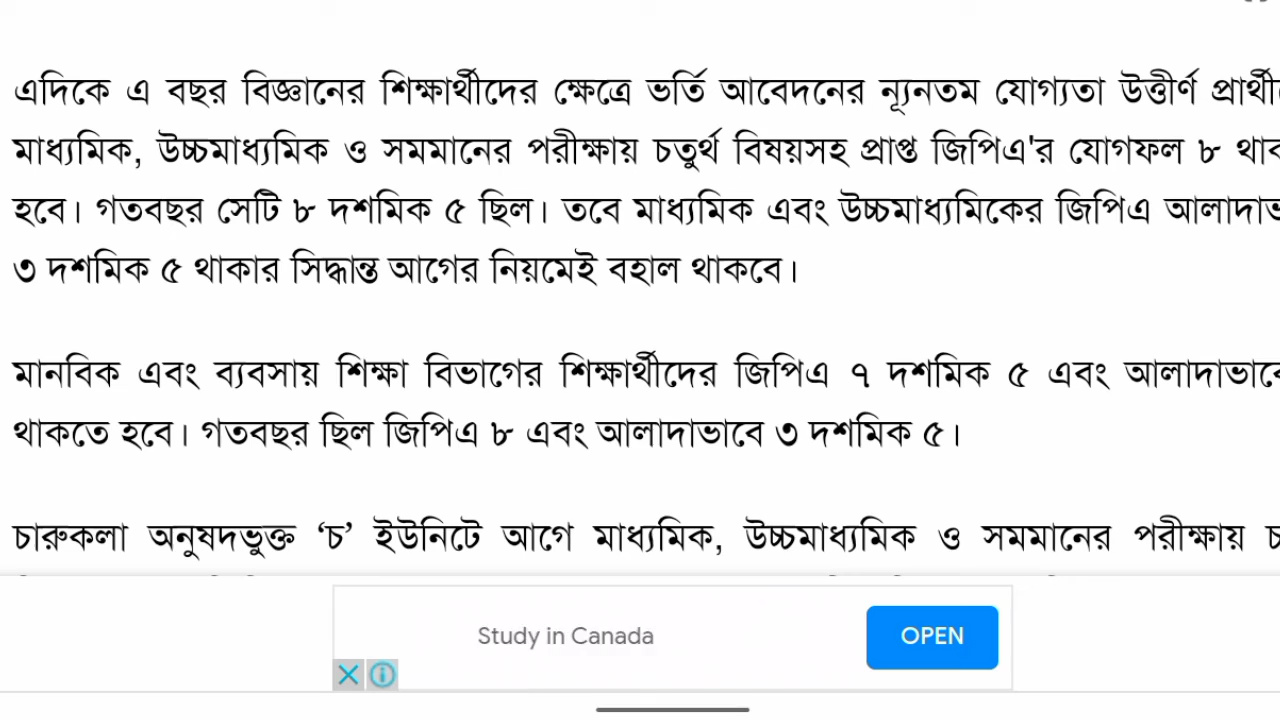 এদিকে এ বছর বিজ্ঞানের শিক্ষার্থীদের ক্ষেত্রে ভর্তি আবেদনের ন্যূনতম যোগ্যতা উত্তীর্ণ
মাধ্যমিক, উচ্চমাধ্যমিক ও সমমানের পরীক্ষায় চতুর্থ বিষয়সহ প্রাপ্ত জিপিএ'র যোগফল ৮
হবে। গতবছর সেটি ৮ দশমিক ৫ ছিল। তবে মাধ্যমিক এবং উচ্চমাধ্যমিকের জিপিএ
৩ দশমিক ৫ থাকার সিদ্ধান্ত আগের নিয়মেই বহাল থাকবে।
মানবিক এবং ব্যবসায় শিক্ষা বিভাগের শিক্ষার্থীদের জিপিএ ৭ দশমিক ৫ এবং
থাকতে হবে। গতবছর ছিল জিপিএ ৮ এবং আলাদাভাবে ৩ দশমিক ৫।
চারুকলা অনুষদভুক্ত ‘চ’ ইউনিটে আগে মাধ্যমিক, উচ্চমাধ্যমিক ও সমমানের পরীক্ষায়
Study in Canada
OPEN